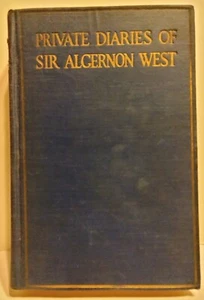 PRIVATE DIARIES OF
SIR ALGERNON WEST